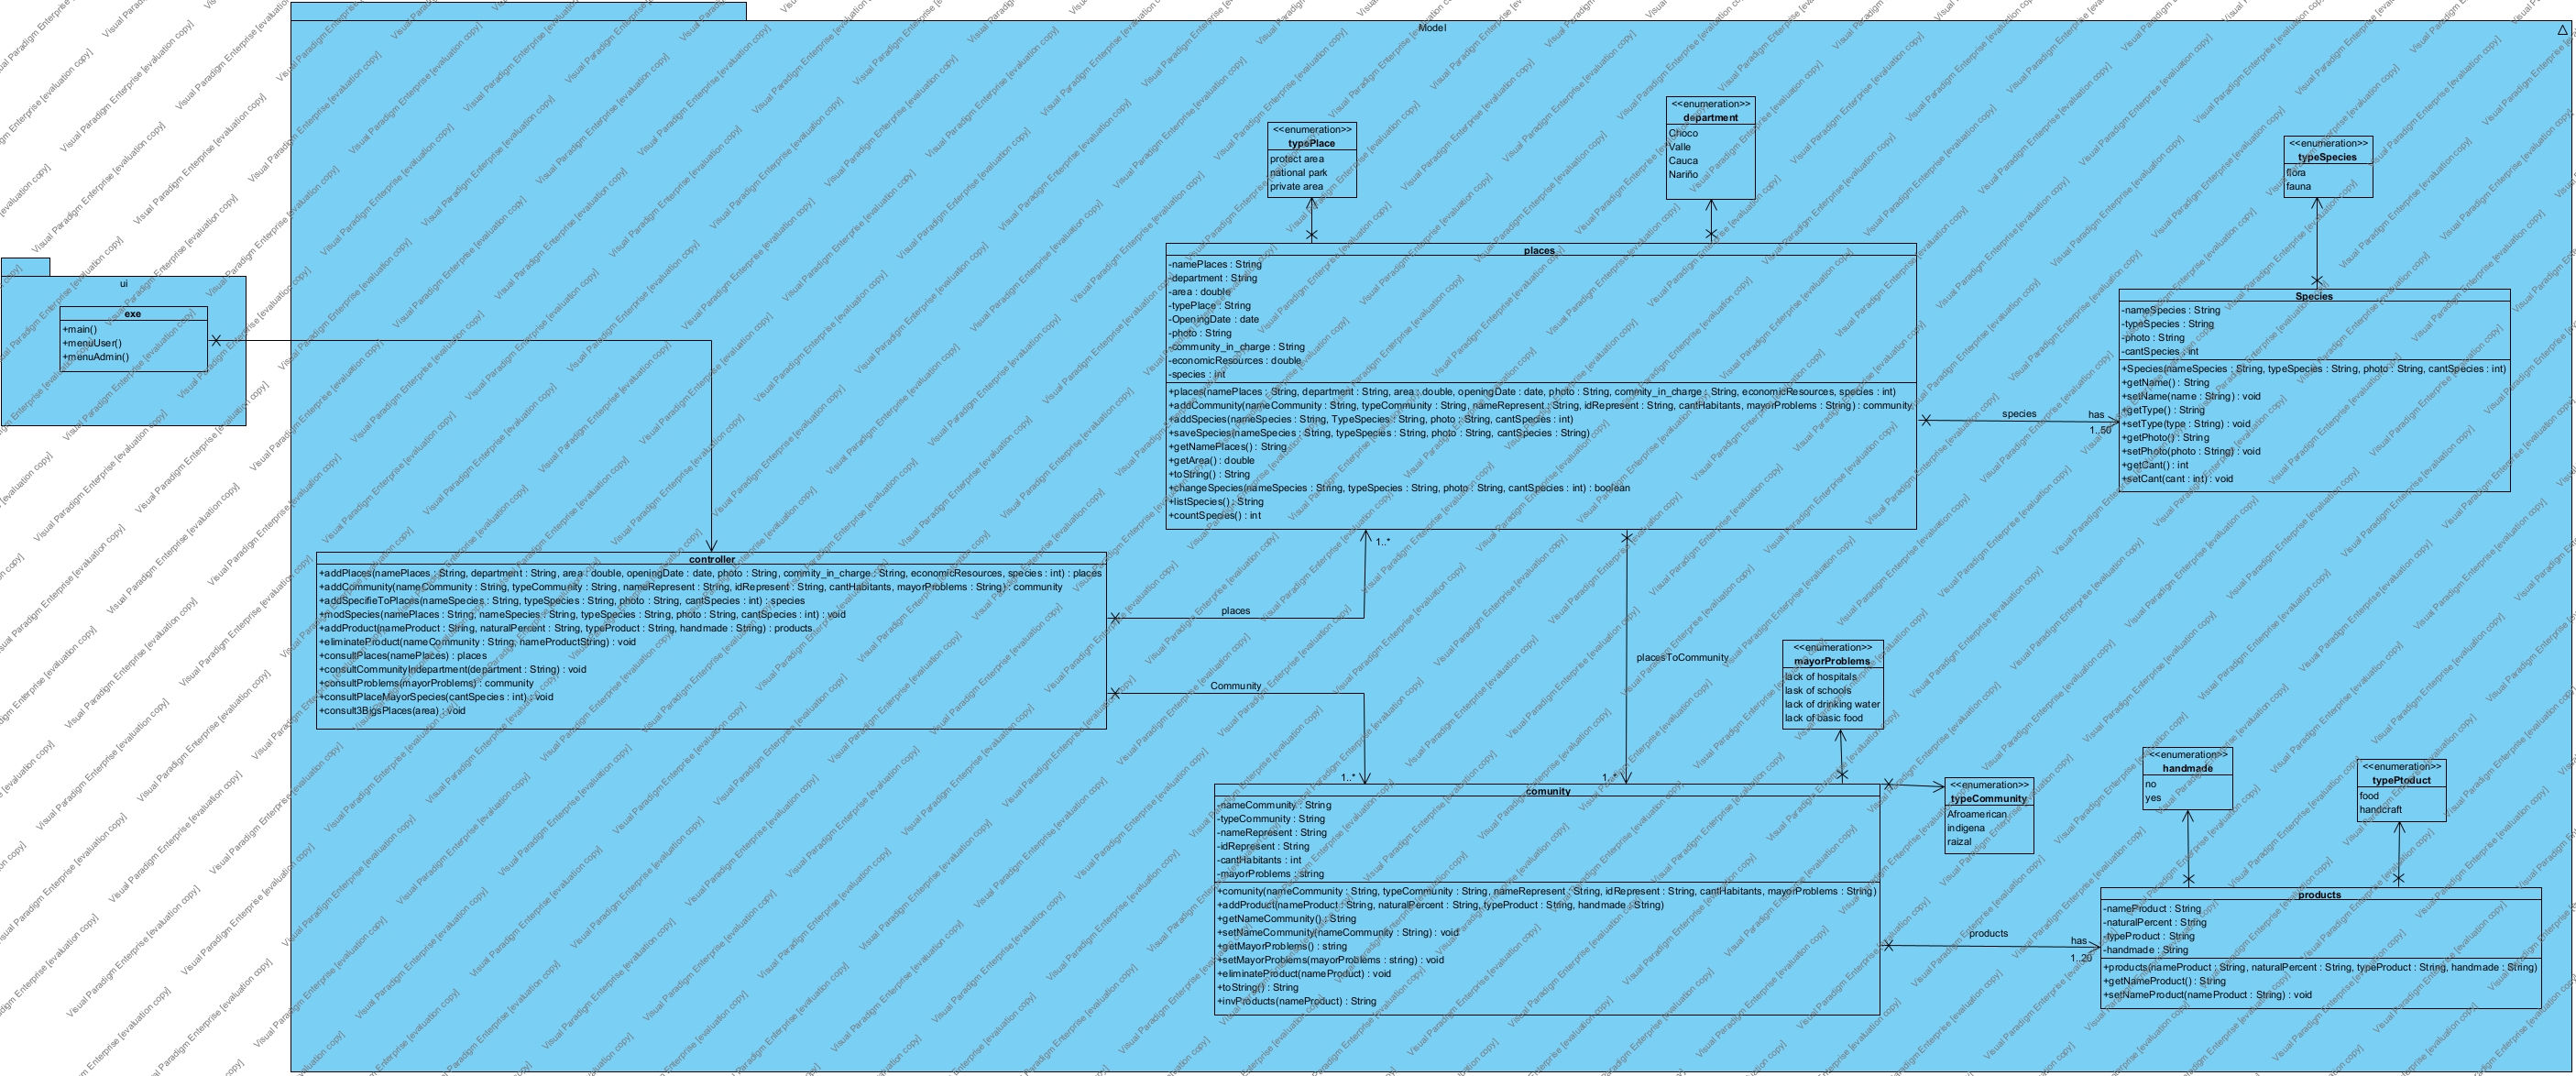 Model
ui
exe
+main()
+menuUser()
+menuAdmin()
<<enumeration>>
typePlace
protect area
national park
private area
<<enumeration>>
department
Choco
Valle
Cauca
Nariño
<<enumeration>>
typeSpecies
flora
fauna
places
-namePlaces : String
-department : String
-area : double
-typePlace : String
-OpeningDate : date
-photo : String
-community_in_charge : String
-economicResources : double
-species : int
+places(namePlaces : String, department : String, area : double, openingDate : date, photo : String, commity_in_charge : String, economicResources, species : int)
+addCommunity(nameCommunity : String, typeCommunity : String, nameRepresent : String, idRepresent : String, cantHabitants, mayorProblems : String) : community
+addSpecies(nameSpecies : String, TypeSpecies : String, photo : String, cantSpecies : int)
+saveSpecies(nameSpecies : String, typeSpecies : String, photo : String, cantSpecies : String)
+getNamePlaces() : String
+getArea() : double
+toString() : String
+changeSpecies(nameSpecies : String, typeSpecies : String, photo : String, cantSpecies : int) : boolean
+listSpecies() : String
+countSpecies() : int
species
has
1..50
Species
-nameSpecies : String
-typeSpecies : String
-photo : String
-cantSpecies : int
+Species(nameSpecies : String, typeSpecies : String, photo : String, cantSpecies : int)
+getName() : String
+setName(name : String) : void
+getType() : String
+setType(type : String) : void
+getPhoto() : String
+setPhoto(photo : String) : void
+getCant() : int
+setCant(cant : int) : void
controller
+addPlaces(namePlaces : String, department : String, area : double, openingDate : date, photo : String, commity_in_charge : String, economicResources, species : int) : places
+addCommunity(nameCommunity : String, typeCommunity : String, nameRepresent : String, idRepresent : String, cantHabitants, mayorProblems : String) : community
+addSpecifieToPlaces(nameSpecies : String, typeSpecies : String, photo : String, cantSpecies : int) : species
+modSpecies(namePlaces : String, nameSpecies : String, typeSpecies : String, photo : String, cantSpecies : int) : void
+addProduct(nameProduct : String, naturalPercent : String, typeProduct : String, handmade : String) : products
+eliminateProduct(nameCommunity : String, nameProductString) : void
+consultPlaces(namePlaces) : places
+consultCommunityIndepartment(department : String) : void
+consultProblems(mayorProblems) : community
+consultPlaceMayorSpecies(cantSpecies : int) : void
+consult3BigsPlaces(area) : void
places
1..*
Community
1..*
placesToCommunity
1..*
<<enumeration>>
mayorProblems
lack of hospitals
lask of schools
lack of drinking water
lack of basic food
<<enumeration>>
typeCommunity
Afroamerican
indigena
raizal
<<enumeration>>
handmade
no
yes
<<enumeration>>
typePtoduct
food
handcraft
comunity
-nameCommunity : String
-typeCommunity : String
-nameRepresent : String
-idRepresent : String
-cantHabitants : int
-mayorProblems : string
+comunity(nameCommunity : String, typeCommunity : String, nameRepresent : String, idRepresent : String, cantHabitants, mayorProblems : String)
+addProduct(nameProduct : String, naturalPercent : String, typeProduct : String, handmade : String)
+getNameCommunity() : String
+setNameCommunity(nameCommunity : String) : void
+getMayorProblems() : string
+setMayorProblems(mayorProblems : string) : void
+eliminateProduct(nameProduct) : void
+toString() : String
+invProducts(nameProduct) : String
products
has
1..20
products
-nameProduct : String
-naturalPercent : String
-typeProduct : String
-handmade : String
+products(nameProduct : String, naturalPercent : String, typeProduct : String, handmade : String)
+getNameProduct() : String
+setNameProduct(nameProduct : String) : void
Visual Paradigm Enterprise [evaluation copy]